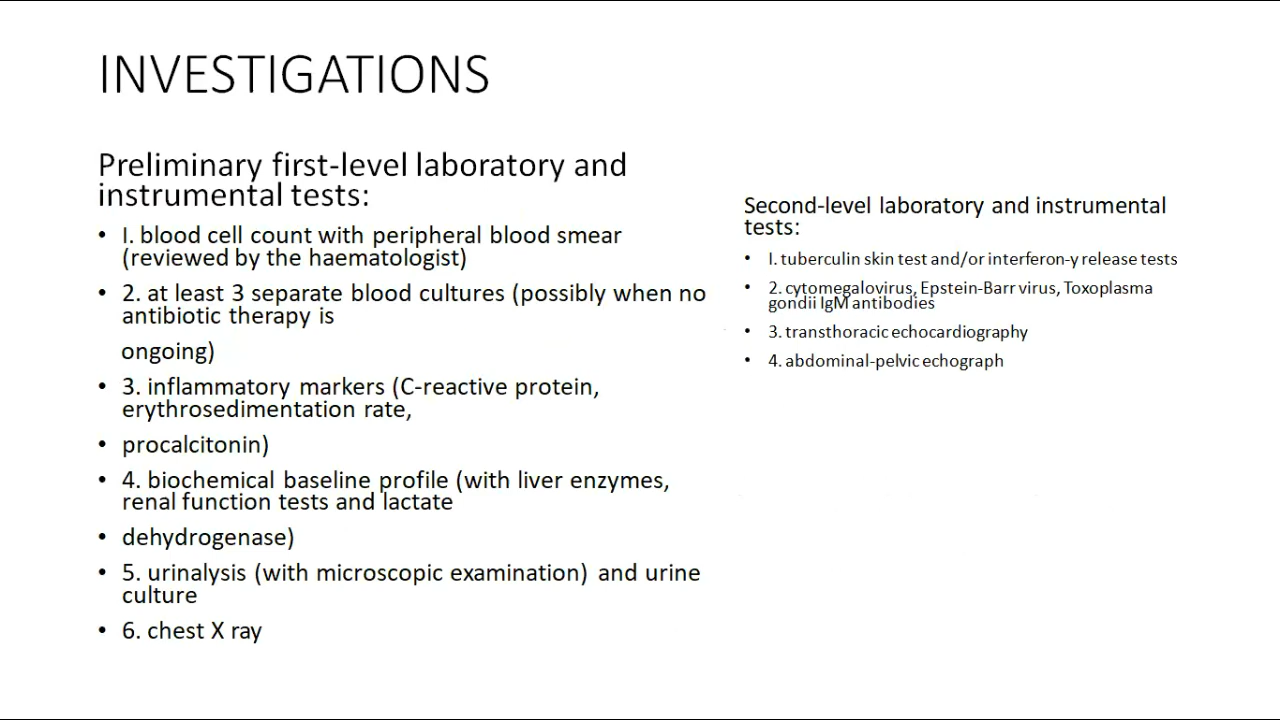 INVESTIGATIONS
Preliminary first-level laboratory and
instrumental tests:
• I. blood cell count with peripheral blood smear
(reviewed by the haematologist)
• 2. at least 3 separate blood cultures (possibly when no
antibiotic therapy is
ongoing)
• 3. inflammatory markers (C-reactive protein,
erythrosedimentation rate,
• procalcitonin)
• 4. biochemical baseline profile (with liver enzymes,
renal function tests and lactate
• dehydrogenase)
• 5. urinalysis (with microscopic examination) and urine
culture
• 6. chest X ray
Second-level laboratory and instrumental
tests:
• I. tuberculin skin test and/or interferon-γ release tests
• 2. cytomegalovirus, Epstein-Barr virus, Toxoplasma
gondii IgM antibodies
• 3. transthoracic echocardiography
• 4. abdominal-pelvic echograph